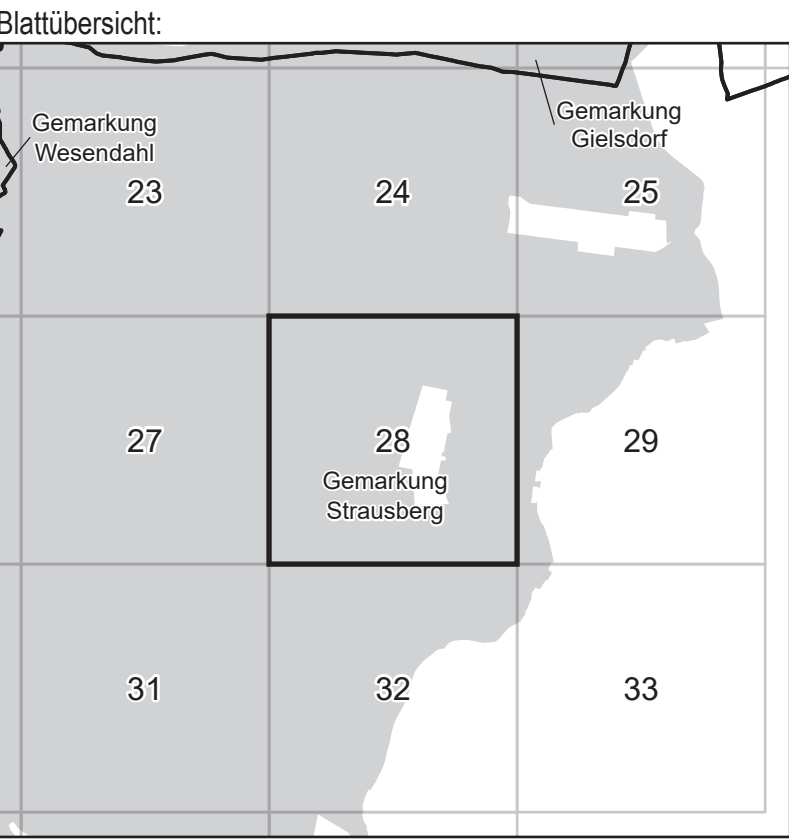 Blattübersicht:
Gemarkung
Wesendahl
Gemarkung
Gielsdorf
23
24
25
27
28
29
Gemarkung
Strausberg
31
32
33